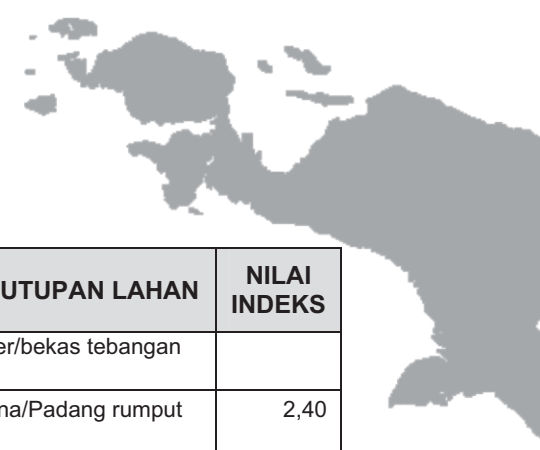 UTUPAN LAHAN
NILAI
INDEKS
er/bekas tebangan
na/Padang rumput 2,40